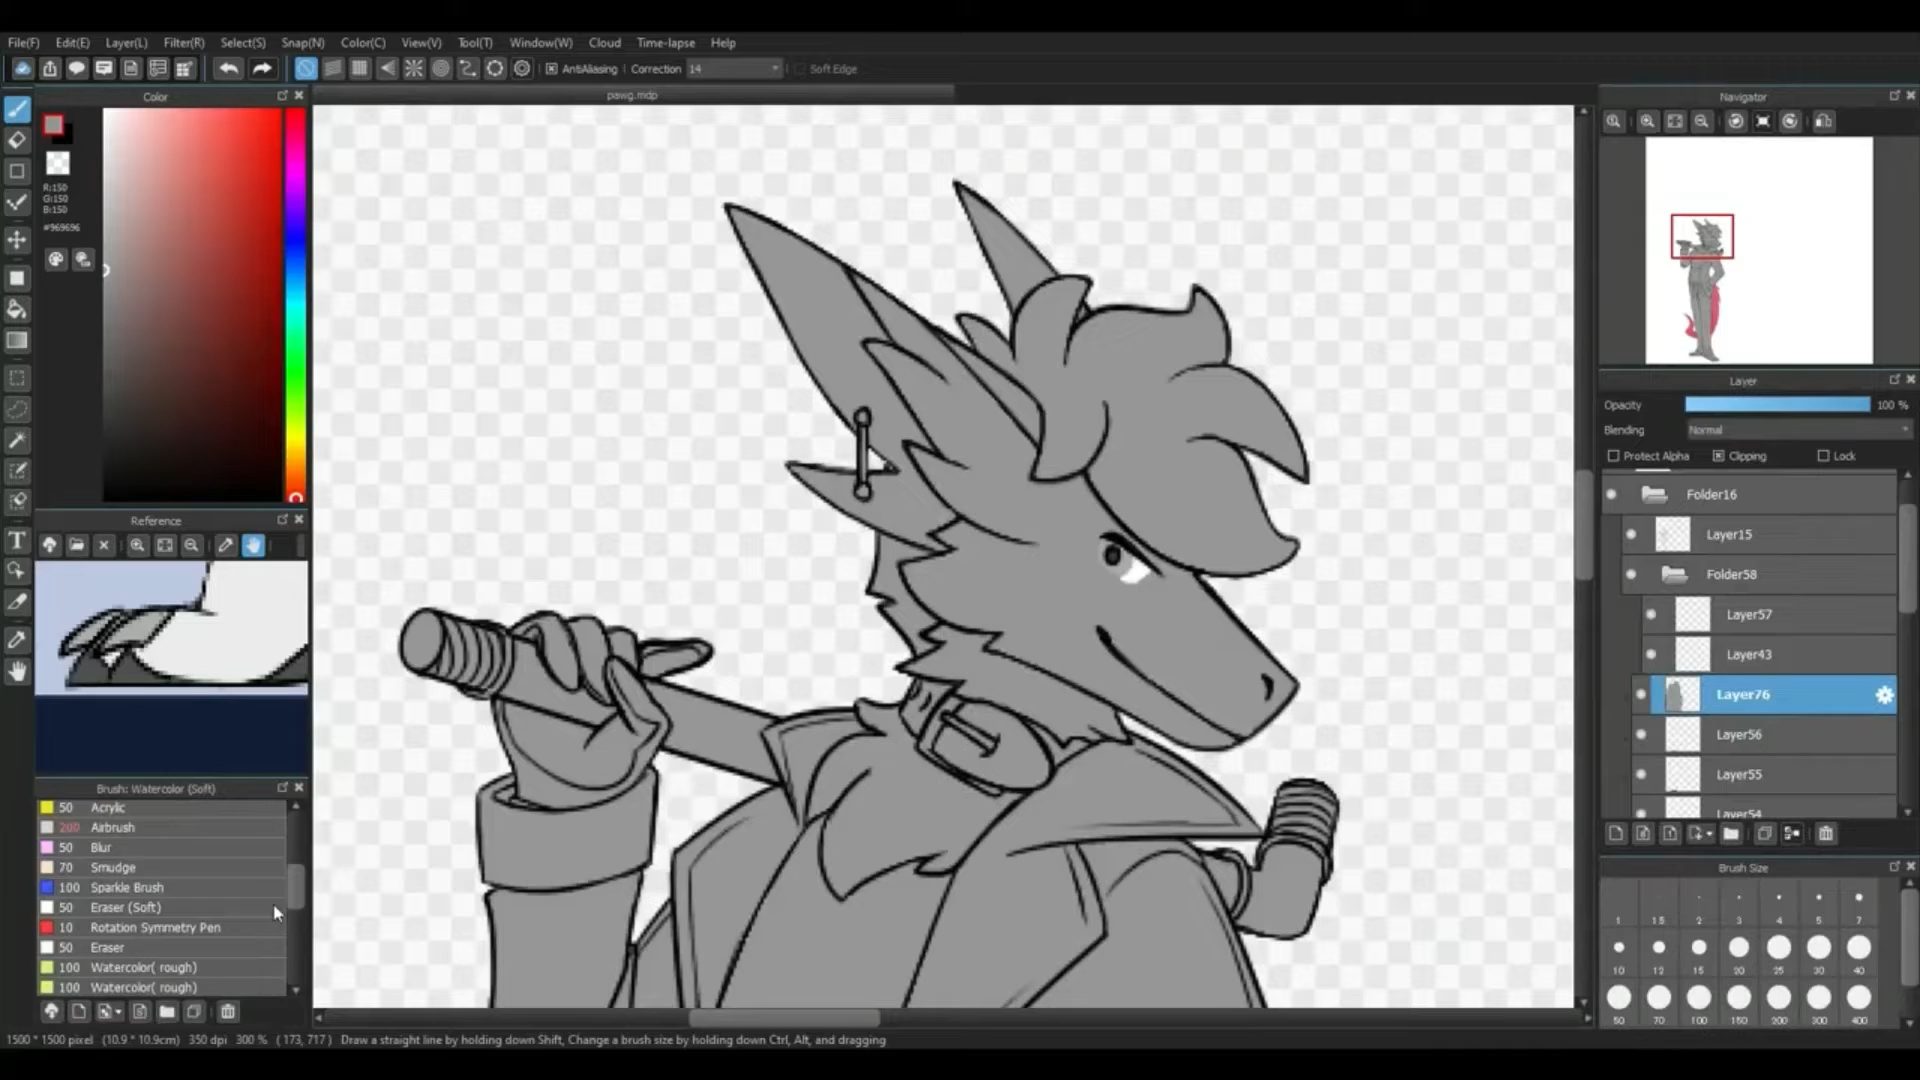 File(F) Edit(E) Layer(L) Filter(R) Select(S) Snap(N) Color(C) View(V) Tool(T) Window(W) Cloud Time-lapse Help
AntiAliasing Correction 14 Soft Edge
Color
pawg.mdp
Navigator
R:150
G:150
B:150
#969696
Layer
Opacity 100 %
Blending Normal
Protect Alpha Clipping Lock
Folder16
Layer15
Folder58
Layer57
Layer43
Layer76
Layer56
Layer55
Layer54
Reference
Brush: Watercolor (Soft)
50 Acrylic
200 Airbrush
50 Blur
70 Smudge
100 Sparkle Brush
50 Eraser (Soft)
10 Rotation Symmetry Pen
50 Eraser
100 Watercolor( rough)
100 Watercolor( rough)
Brush Size
1 1.5 2 3 4 5 7
10 12 15 20 25 30 40
50 70 100 150 200 300 400
1500 * 1500 pixel (10.9 * 10.9cm) 350 dpi 300 % ( 173, 717 ) Draw a straight line by holding down Shift, Change a brush size by holding down Ctrl, Alt, and dragging